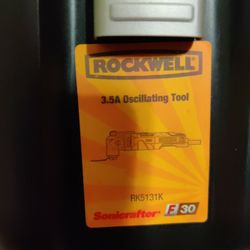 ROCKWELL
3.5A Oscillating Tool
RK5131K
Sonicrafter F30